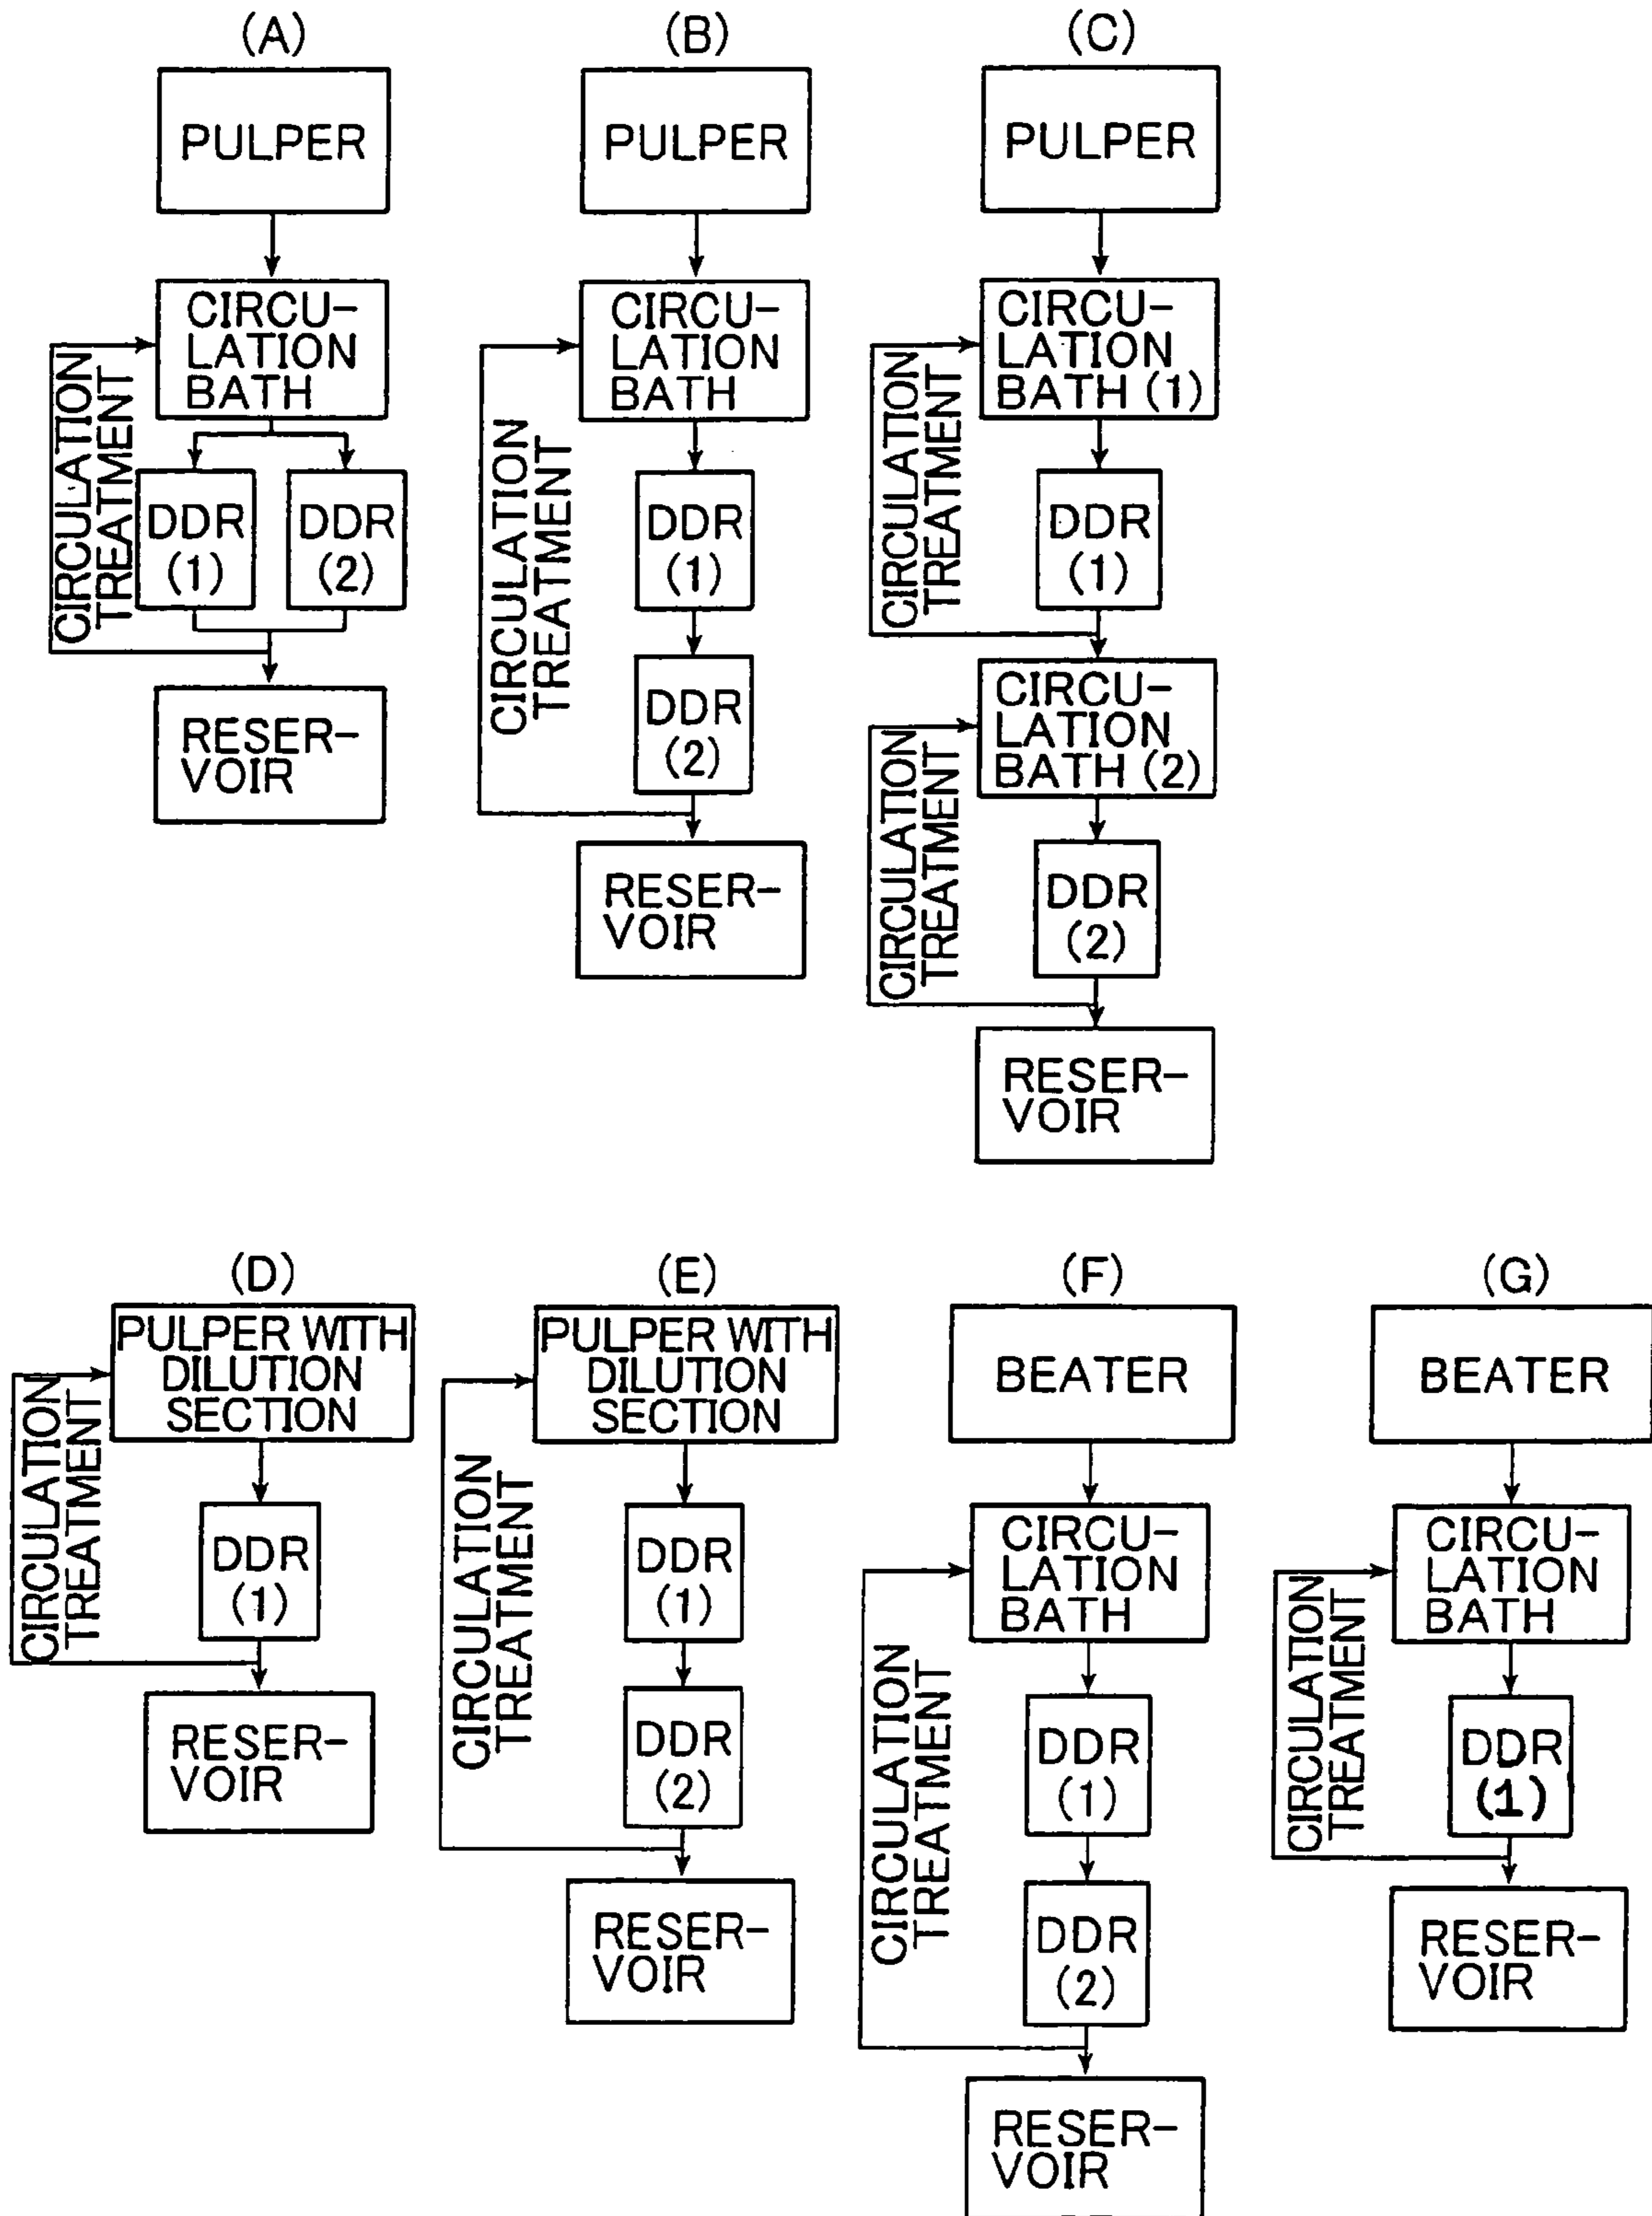 (A)
PULPER
CIRCU-
LATION
BATH
CIRCULATION
TREATMENT
DDR
(1)
DDR
(2)
RESER-
VOIR
(B)
PULPER
CIRCU-
LATION
BATH
CIRCULATION
TREATMENT
DDR
(1)
DDR
(2)
RESER-
VOIR
(C)
PULPER
CIRCU-
LATION
BATH (1)
CIRCULATION
TREATMENT
DDR
(1)
CIRCU-
LATION
BATH (2)
CIRCULATION
TREATMENT
DDR
(2)
RESER-
VOIR
(D)
PULPER WITH
DILUTION
SECTION
CIRCULATION
TREATMENT
DDR
(1)
RESER-
VOIR
(E)
PULPER WITH
DILUTION
SECTION
CIRCULATION
TREATMENT
DDR
(1)
DDR
(2)
RESER-
VOIR
(F)
BEATER
CIRCU-
LATION
BATH
CIRCULATION
TREATMENT
DDR
(1)
DDR
(2)
RESER-
VOIR
(G)
BEATER
CIRCU-
LATION
BATH
CIRCULATION
TREATMENT
DDR
(1)
RESER-
VOIR